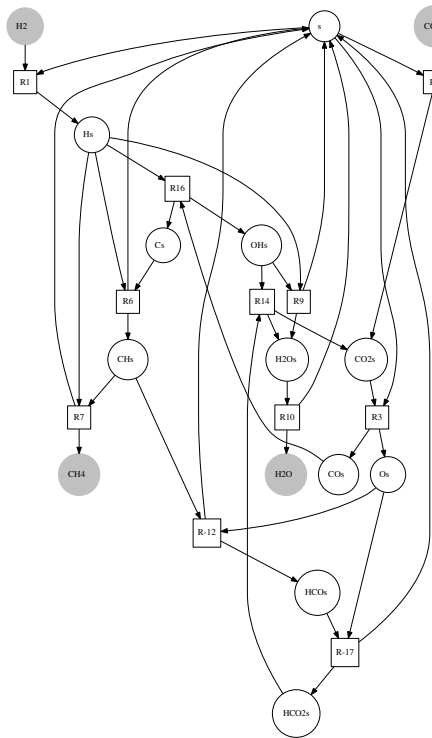 H2
s
CO
R1
R
Hs
R16
Cs
OHs
R6
R14
R9
CHs
H2Os
CO2s
R7
R10
R3
CH4
H2O
COs
Os
R-12
HCOs
R-17
HCO2s